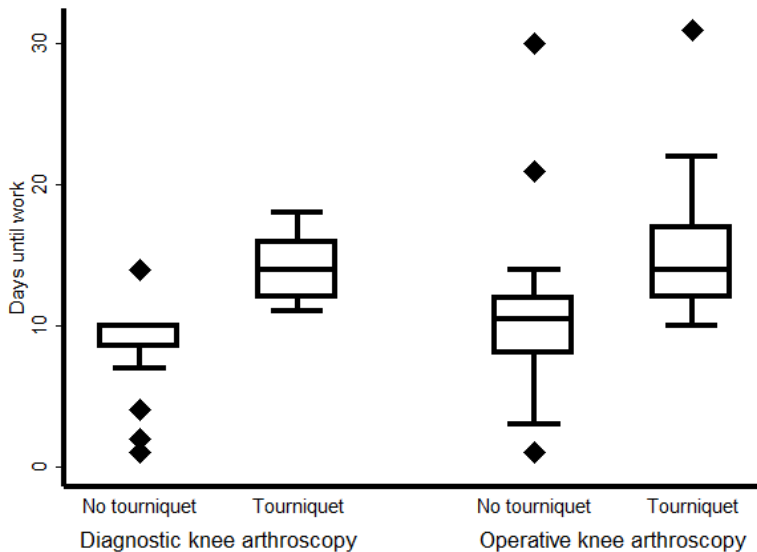 30
20
10
0
Days until work
No tourniquet Tourniquet No tourniquet Tourniquet
Diagnostic knee arthroscopy Operative knee arthroscopy